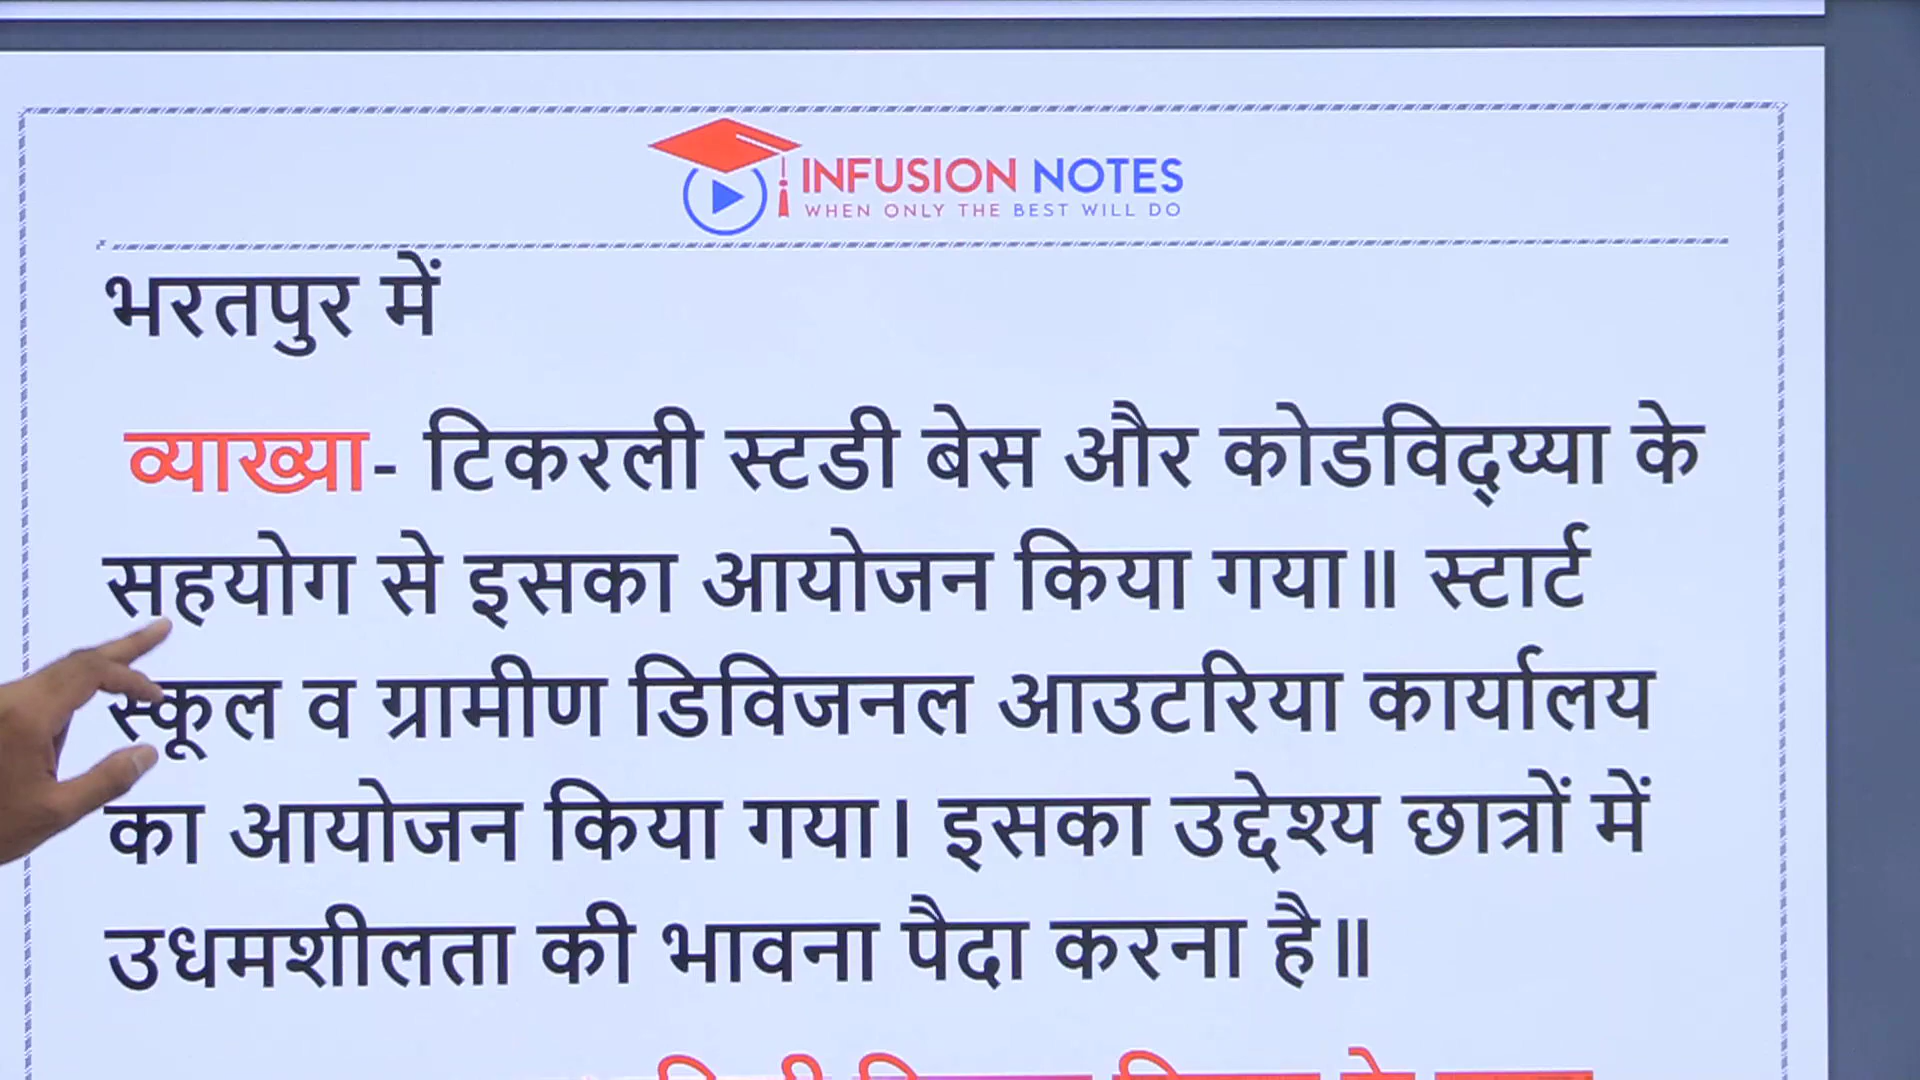 INFUSION NOTES
WHEN ONLY THE BEST WILL DO
भरतपुर में
व्याख्या- टिकरली स्टडी बेस और कोडविद्य्या के
सहयोग से इसका आयोजन किया गया॥ स्टार्ट
स्कूल व ग्रामीण डिविजनल आउटरिया कार्यालय
का आयोजन किया गया। इसका उद्देश्य छात्रों में
उधमशीलता की भावना पैदा करना है॥